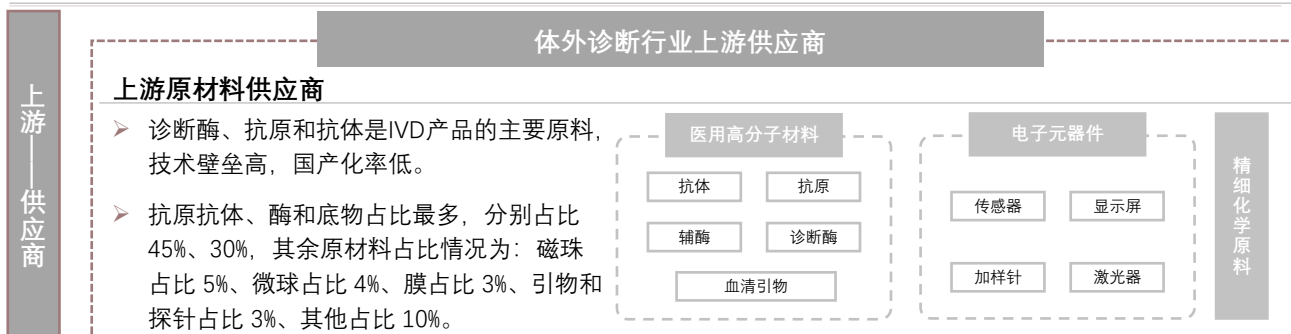 体外诊断行业上游供应商
上游——供应商
上游原材料供应商
➢ 诊断酶、抗原和抗体是IVD产品的主要原料,
技术壁垒高，国产化率低。
➢ 抗原抗体、酶和底物占比最多，分别占比
45%、30%，其余原材料占比情况为：磁珠
占比 5%、微球占比 4%、膜占比 3%、引物和
探针占比 3%、其他占比 10%。
医用高分子材料
抗体
抗原
辅酶
诊断酶
血清引物
电子元器件
传感器
显示屏
加样针
激光器
精细化学原料